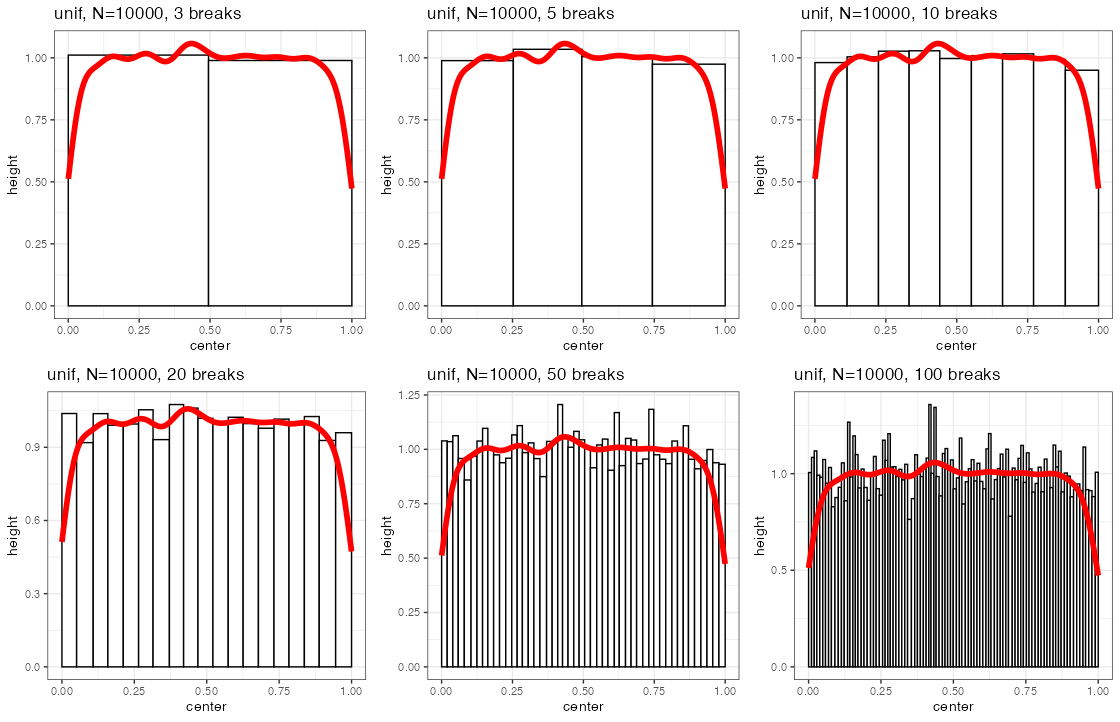 unif, N=10000, 3 breaks
1.00
0.75
0.50
0.25
0.00
height
0.00 0.25 0.50 0.75 1.00
center
unif, N=10000, 5 breaks
1.00
0.75
0.50
0.25
0.00
height
0.00 0.25 0.50 0.75 1.00
center
unif, N=10000, 10 breaks
1.00
0.75
0.50
0.25
0.00
height
0.00 0.25 0.50 0.75 1.00
center
unif, N=10000, 20 breaks
0.9
0.6
0.3
0.0
height
0.00 0.25 0.50 0.75 1.00
center
unif, N=10000, 50 breaks
1.25
1.00
0.75
0.50
0.25
0.00
height
0.00 0.25 0.50 0.75 1.00
center
unif, N=10000, 100 breaks
1.0
0.5
0.0
height
0.00 0.25 0.50 0.75 1.00
center